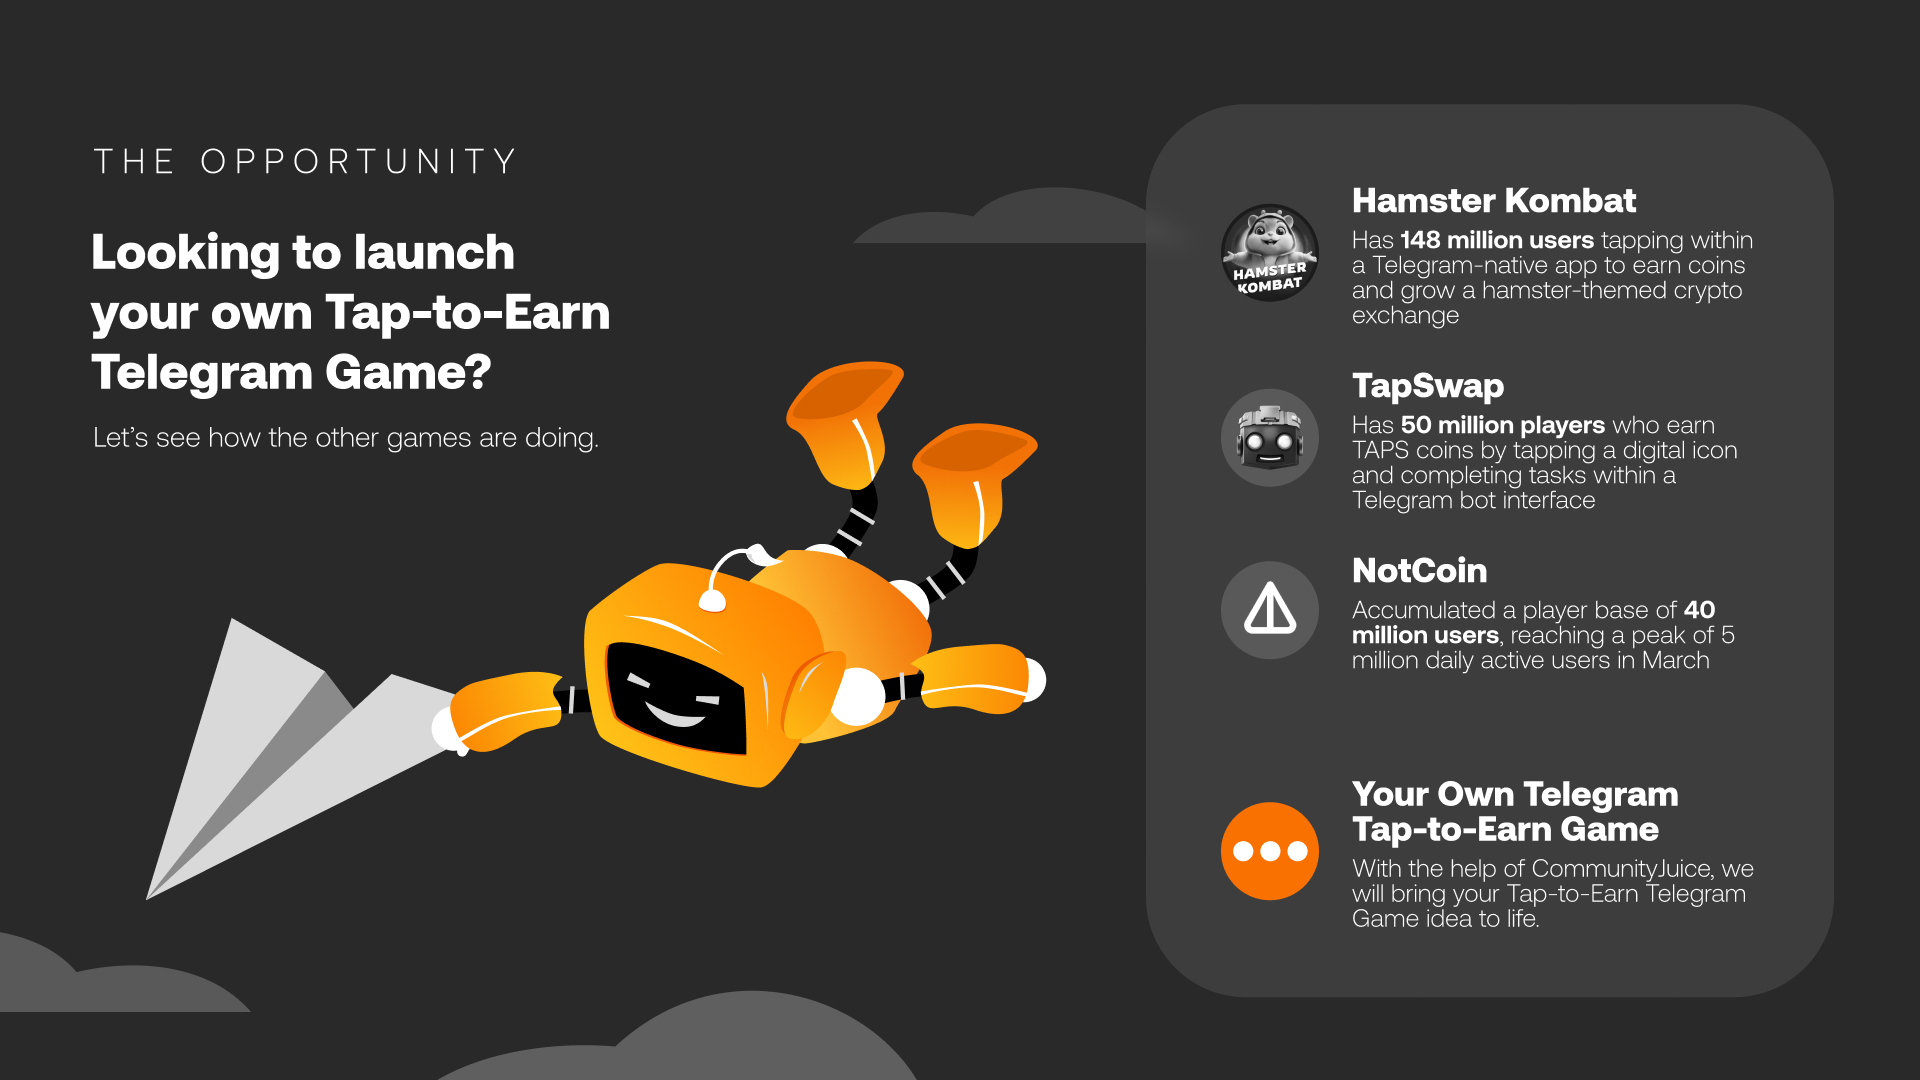 THE OPPORTUNITY
Looking to launch
your own Tap-to-Earn
Telegram Game?
Let's see how the other games are doing.
HAMSTER
KOMBAT
Hamster Kombat
Has 148 million users tapping within
a Telegram-native app to earn coins
and grow a hamster-themed crypto
exchange
TapSwap
Has 50 million players who earn
TAPS coins by tapping a digital icon
and completing tasks within a
Telegram bot interface
NotCoin
Accumulated a player base of 40
million users, reaching a peak of 5
million daily active users in March
Your Own Telegram
Tap-to-Earn Game
With the help of CommunityJuice, we
will bring your Tap-to-Earn Telegram
Game idea to life.